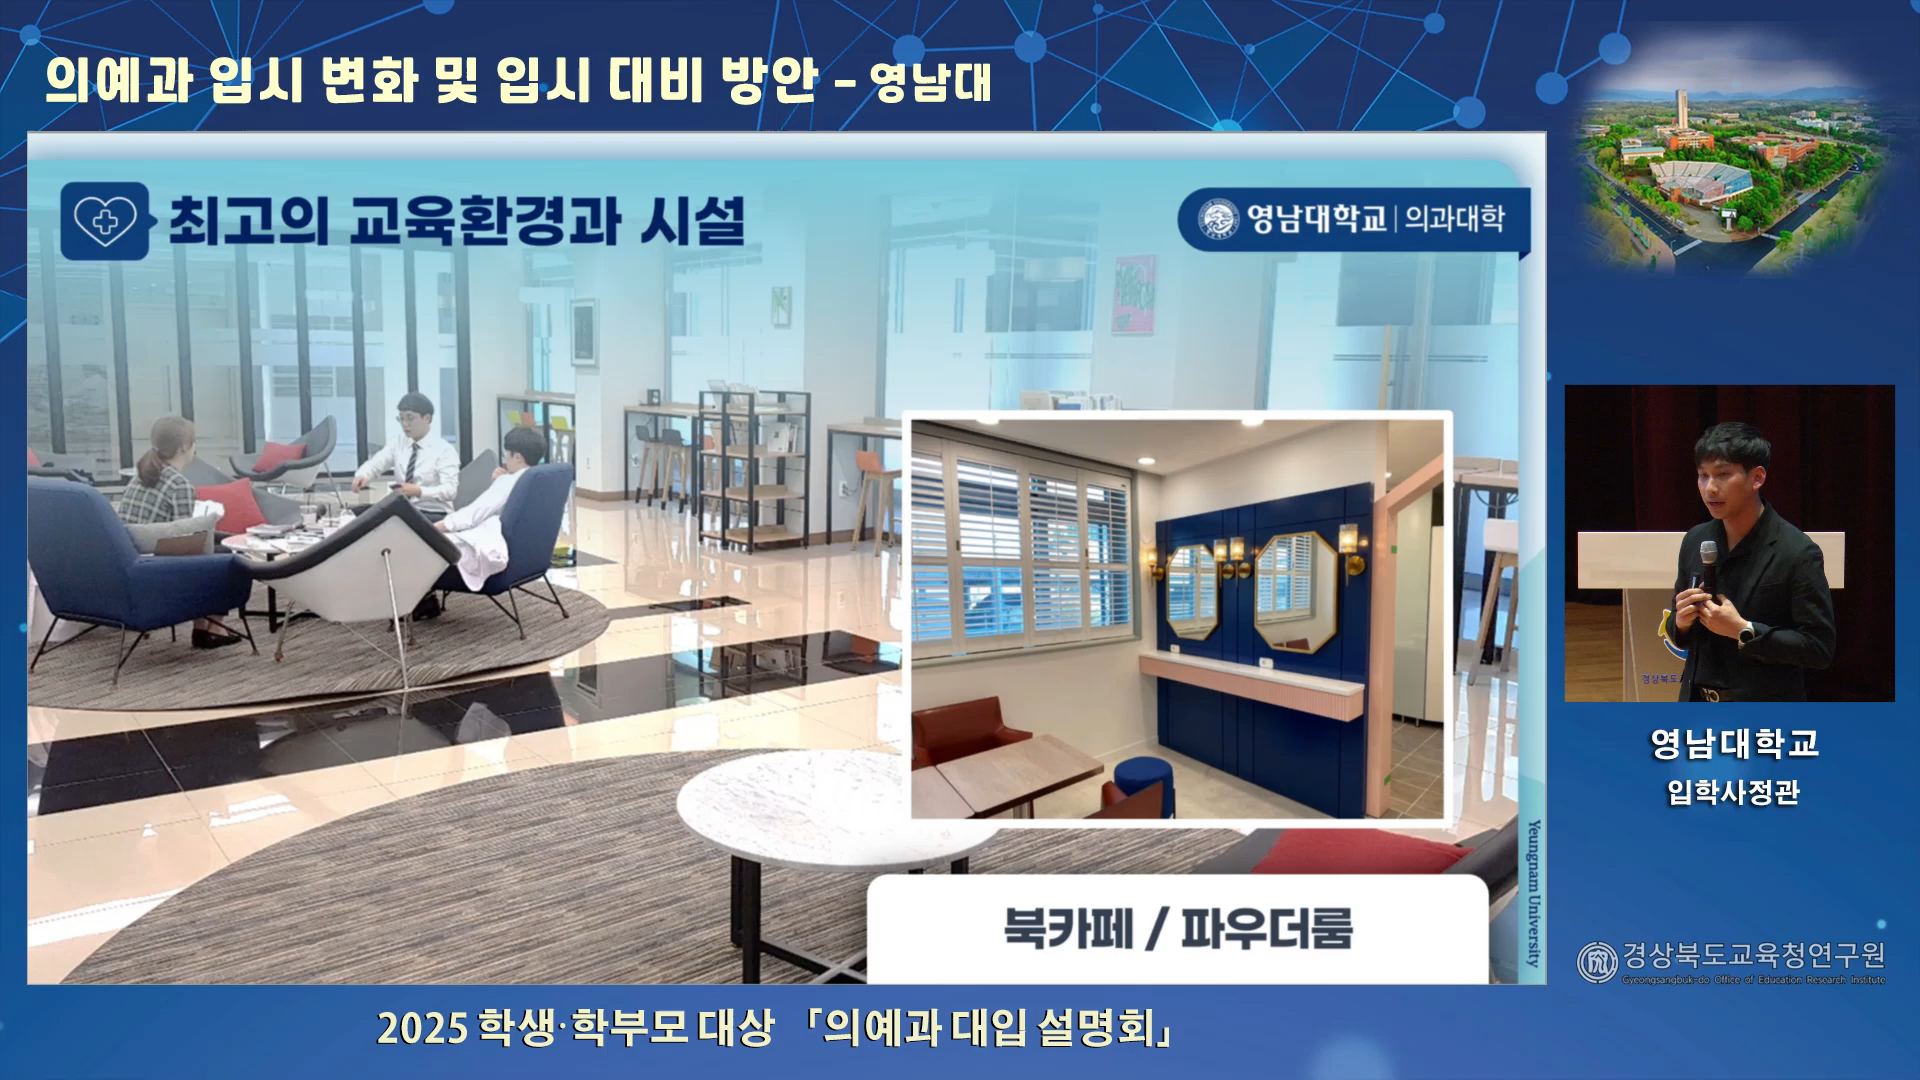 의예과 입시 변화 및 입시 대비 방안 - 영남대
최고의 교육환경과 시설
영남대학교 | 의과대학
북카페 / 파우더룸
Yeungnam University
경상북도
영남대학교
입학사정관
경상북도교육청연구원
Gyeongsangbuk-do Office of Education Research Institute
2025 학생·학부모 대상 「의예과 대입 설명회」